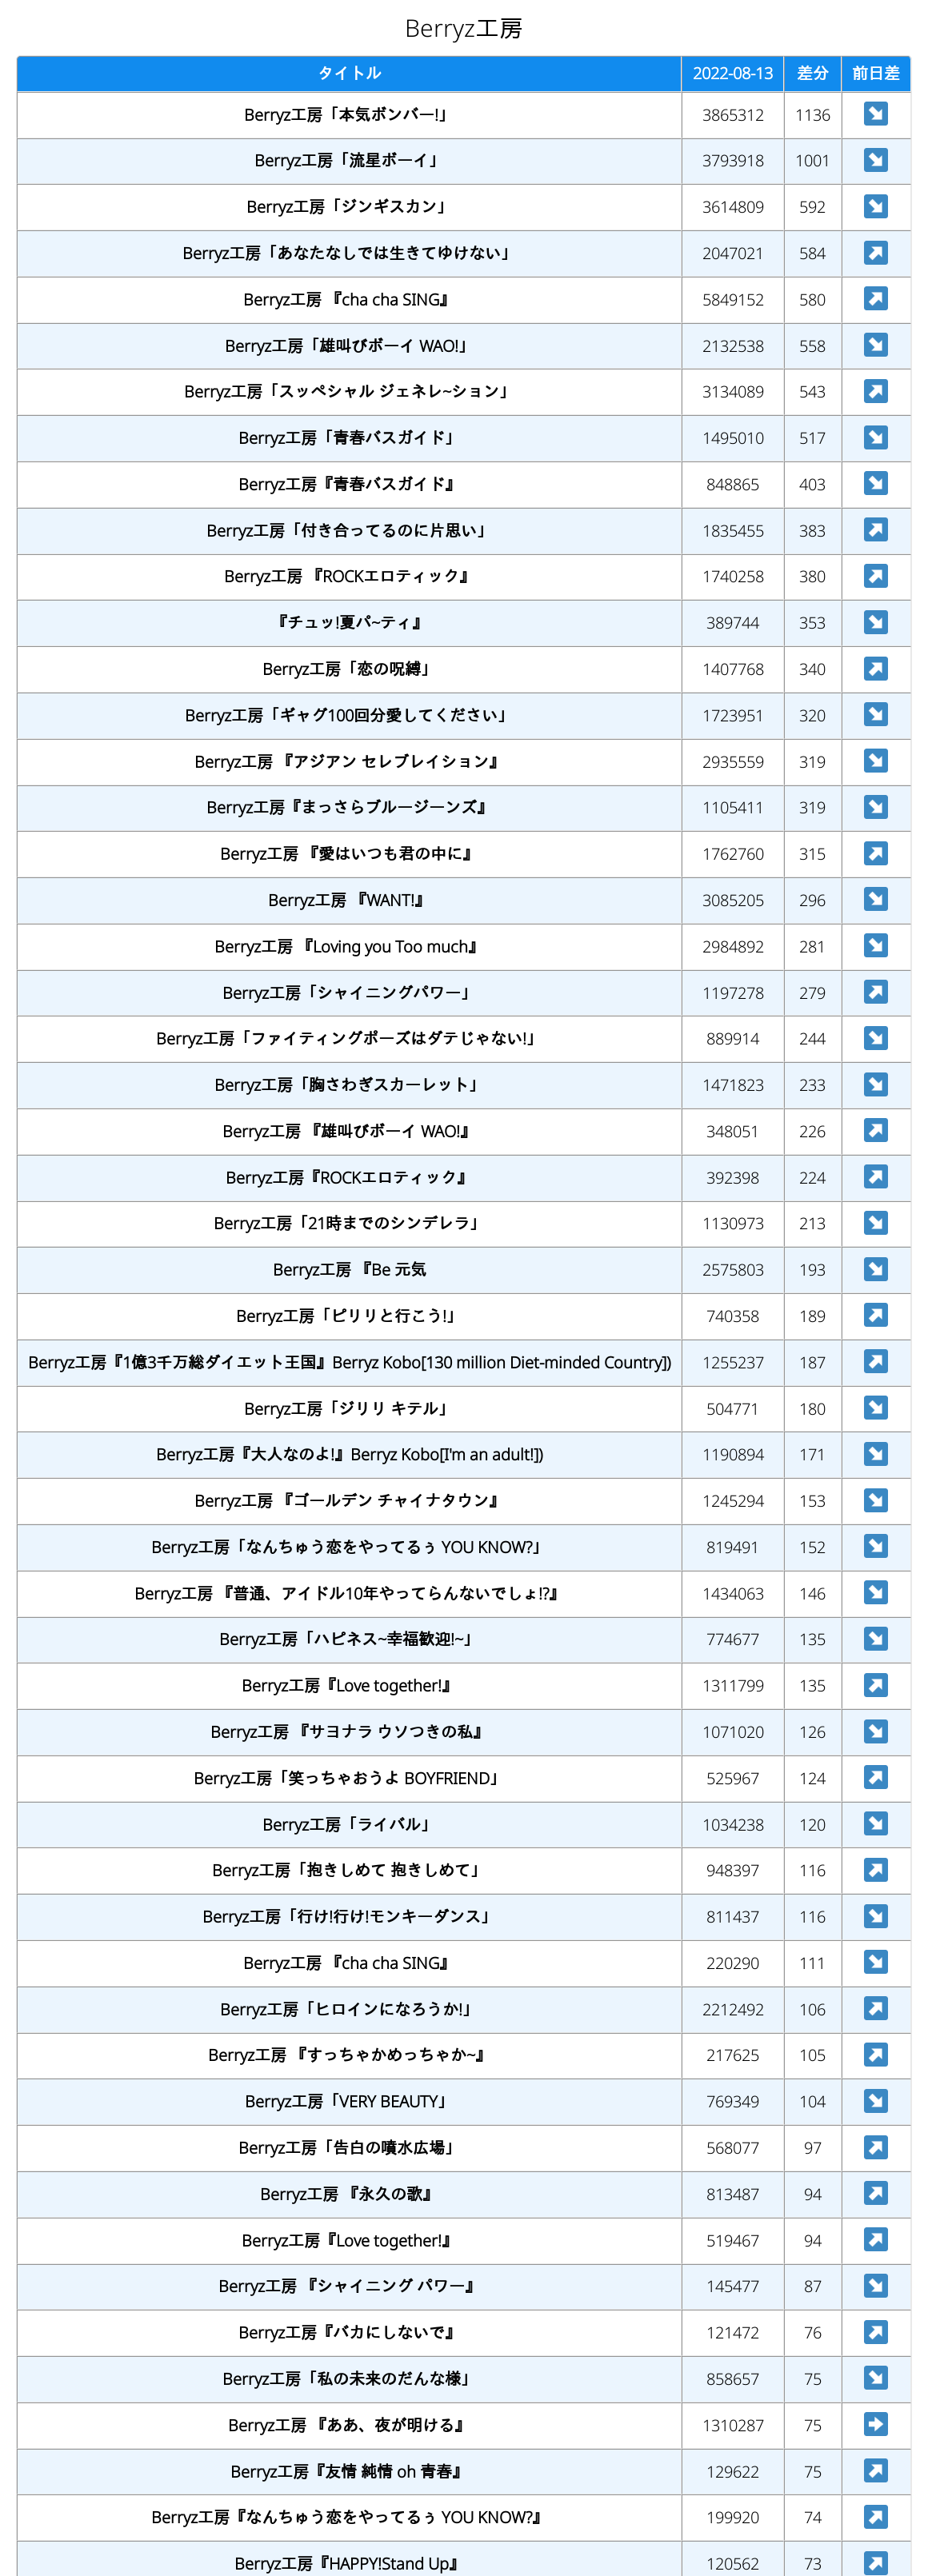 Berryz工房
タイトル 2022-08-13 差分 前日差
Berryz工房「本気ボンバー!」 3865312 1136 ↘
Berryz工房「流星ボーイ」 3793918 1001 ↘
Berryz工房「ジンギスカン」 3614809 592 ↘
Berryz工房「あなたなしでは生きてゆけない」 2047021 584 ↗
Berryz工房 『cha cha SING』 5849152 580 ↗
Berryz工房「雄叫びボーイ WAO!」 2132538 558 ↘
Berryz工房「スッペシャル ジェネレ~ション」 3134089 543 ↗
Berryz工房「青春バスガイド」 1495010 517 ↘
Berryz工房『青春バスガイド』 848865 403 ↘
Berryz工房「付き合ってるのに片思い」 1835455 383 ↗
Berryz工房 『ROCKエロティック』 1740258 380 ↗
『チュッ!夏パ~ティ』 389744 353 ↘
Berryz工房「恋の呪縛」 1407768 340 ↗
Berryz工房「ギャグ100回分愛してください」 1723951 320 ↘
Berryz工房 『アジアン セレブレイション』 2935559 319 ↘
Berryz工房『まっさらブルージーンズ』 1105411 319 ↘
Berryz工房 『愛はいつも君の中に』 1762760 315 ↗
Berryz工房 『WANT!』 3085205 296 ↘
Berryz工房 『Loving you Too much』 2984892 281 ↘
Berryz工房「シャイニングパワー」 1197278 279 ↗
Berryz工房「ファイティングポーズはダテじゃない!」 889914 244 ↘
Berryz工房「胸さわぎスカーレット」 1471823 233 ↘
Berryz工房 『雄叫びボーイ WAO!』 348051 226 ↗
Berryz工房『ROCKエロティック』 392398 224 ↗
Berryz工房「21時までのシンデレラ」 1130973 213 ↘
Berryz工房 『Be 元気 2575803 193 ↘
Berryz工房「ピリリと行こう!」 740358 189 ↗
Berryz工房『1億3千万総ダイエット王国』Berryz Kobo[130 million Diet-minded Country]) 1255237 187 ↗
Berryz工房「ジリリ キテル」 504771 180 ↘
Berryz工房『大人なのよ!』Berryz Kobo[I'm an adult!]) 1190894 171 ↘
Berryz工房 『ゴールデン チャイナタウン』 1245294 153 ↘
Berryz工房「なんちゅう恋をやってるぅ YOU KNOW?」 819491 152 ↘
Berryz工房 『普通、アイドル10年やってらんないでしょ!?』 1434063 146 ↘
Berryz工房「ハピネス~幸福歓迎!~」 774677 135 ↘
Berryz工房『Love together!』 1311799 135 ↗
Berryz工房 『サヨナラ ウソつきの私』 1071020 126 ↘
Berryz工房「笑っちゃおうよ BOYFRIEND」 525967 124 ↗
Berryz工房「ライバル」 1034238 120 ↘
Berryz工房「抱きしめて 抱きしめて」 948397 116 ↗
Berryz工房「行け!行け!モンキーダンス」 811437 116 ↘
Berryz工房 『cha cha SING』 220290 111 ↘
Berryz工房「ヒロインになろうか!」 2212492 106 ↗
Berryz工房 『すっちゃかめっちゃか~』 217625 105 ↗
Berryz工房「VERY BEAUTY」 769349 104 ↘
Berryz工房「告白の噴水広場」 568077 97 ↗
Berryz工房 『永久の歌』 813487 94 ↗
Berryz工房『Love together!』 519467 94 ↗
Berryz工房 『シャイニング パワー』 145477 87 ↘
Berryz工房『バカにしないで』 121472 76 ↗
Berryz工房「私の未来のだんな様」 858657 75 ↘
Berryz工房 『ああ、夜が明ける』 1310287 75 ➡
Berryz工房『友情 純情 oh 青春』 129622 75 ↗
Berryz工房『なんちゅう恋をやってるぅ YOU KNOW?』 199920 74 ↗
Berryz工房『HAPPY!Stand Up』 120562 73 ↗